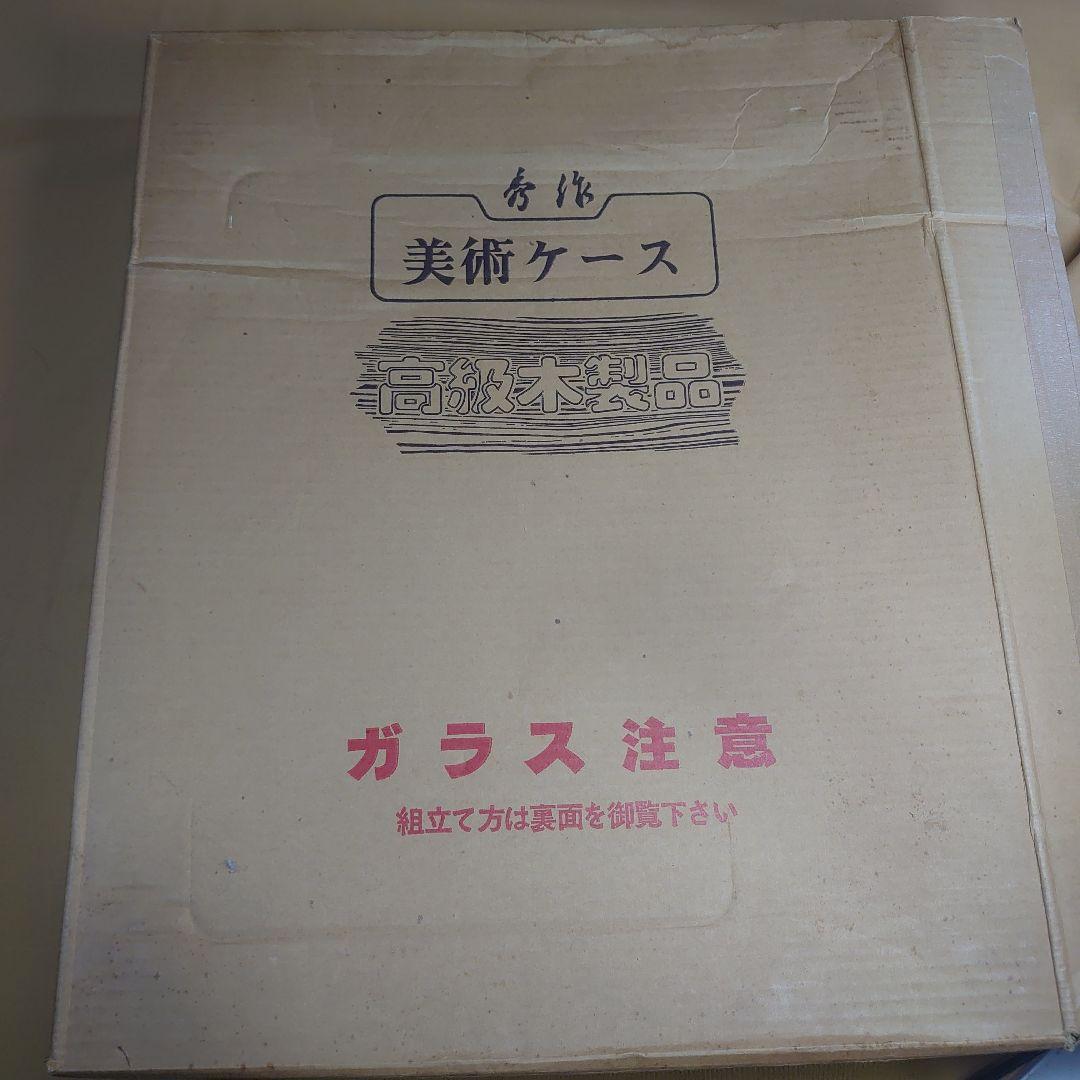 秀作
美術ケース
高級木製品
ガラス注意
組立て方は裏面を御覧下さい